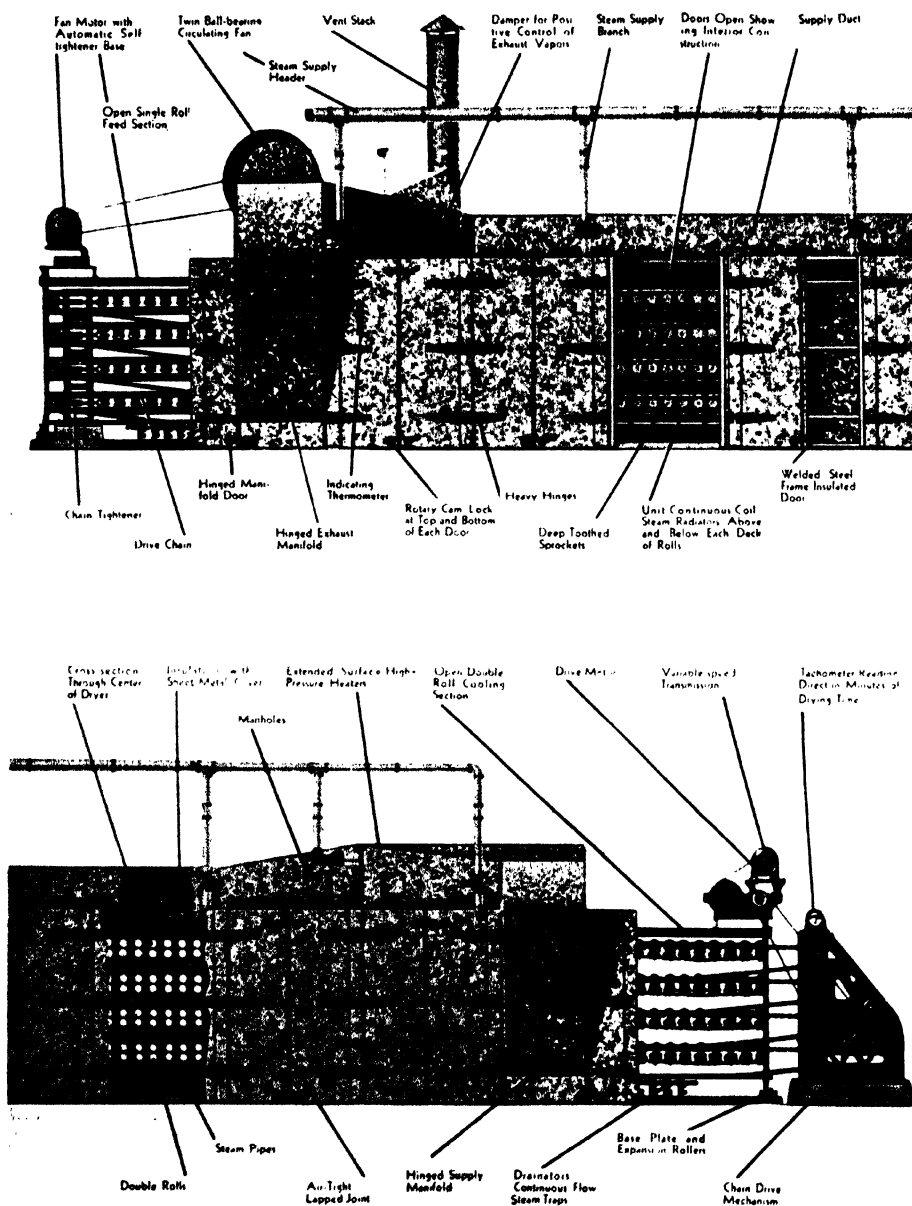 Fan Motor with
Automatic Self
tightener Base
Twin Ball-bearing
Circulating Fan
Vent Stack
Damper for Posi
tive Control of
Exhaust Vapors
Steam Supply
Branch
Doors Open Show
ing Interior Con
struction
Supply Duct
Steam Supply
Header
Open Single Roll
Feed Section
Hinged Mani-
fold Door
Indicating
Thermometer
Heavy Hinges
Welded Steel
Frame Insulated
Door
Chain Tightener
Drive Chain
Hinged Exhaust
Manifold
Rotary Cam Lock
at Top and Bottom
of Each Door
Deep Toothed
Sprockets
Unit Continuous Coil
Steam Radiators Above
and Below Each Deck
of Rolls
Cross section
Through Center
of Dryer
Insulation with
Sheet Metal Cover
Extended Surface High-
Pressure Heaters
Open Double
Roll Cooling
Section
Drive Motor
Variable speed
Transmission
Tachometer Reading
Direct in Minutes of
Drying Time
Manholes
Steam Pipes
Double Rolls
Air-Tight
Lapped Joint
Hinged Supply
Manifold
Drainators
Continuous Flow
Steam Traps
Base Plate and
Expansion Rollers
Chain Drive
Mechanism